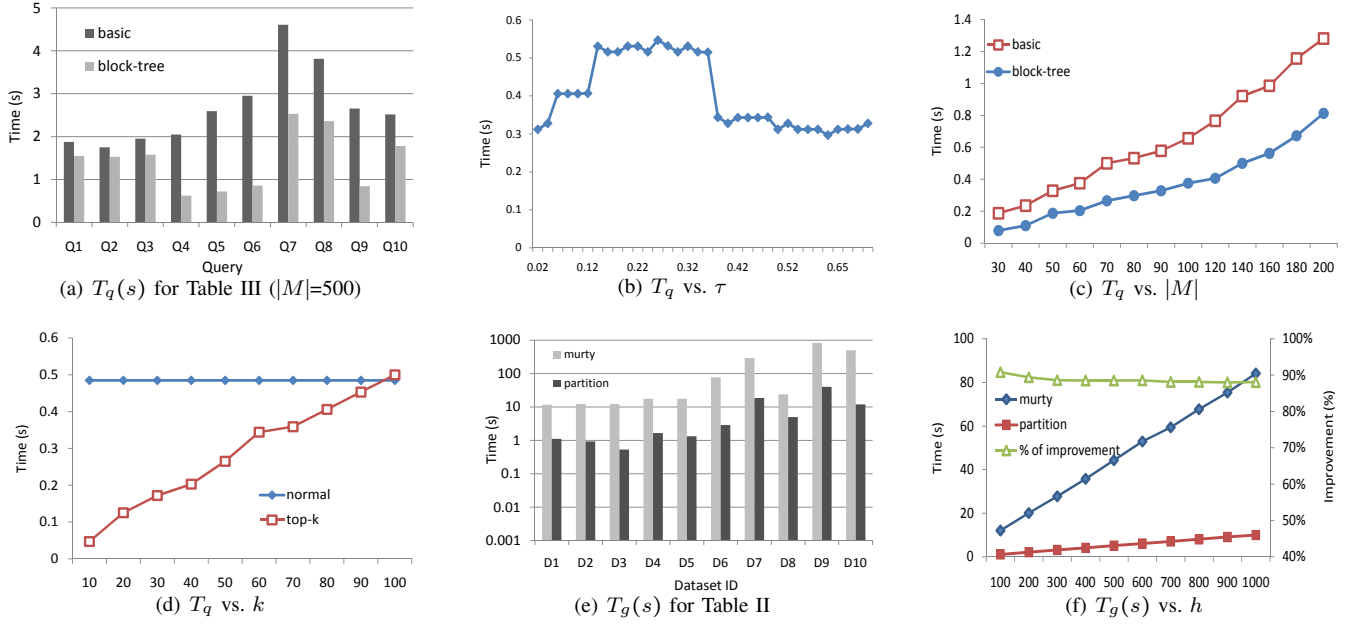 5
4
3
2
1
0
Time (s)
basic
block-tree
Q1 Q2 Q3 Q4 Q5 Q6 Q7 Q8 Q9 Q10
Query
(a) T_q(s) for Table III (|M|=500)
0.6
0.5
0.4
0.3
0.2
0.1
0
Time (s)
0.02 0.12 0.22 0.32 0.42 0.52 0.65
(b) T_q vs. τ
1.4
1.2
1
0.8
0.6
0.4
0.2
0
Time (s)
basic
block-tree
30 40 50 60 70 80 90 100 120 140 160 180 200
(c) T_q vs. |M|
0.6
0.5
0.4
0.3
0.2
0.1
0
Time (s)
normal
top-k
10 20 30 40 50 60 70 80 90 100
(d) T_q vs. k
1000
100
10
1
0.1
0.01
0.001
Time (s)
murty
partition
D1 D2 D3 D4 D5 D6 D7 D8 D9 D10
Dataset ID
(e) T_g(s) for Table II
100
80
60
40
20
0
Time (s)
murty
partition
% of improvement
100%
90%
80%
70%
60%
50%
40%
Improvement (%)
100 200 300 400 500 600 700 800 900 1000
(f) T_g(s) vs. h